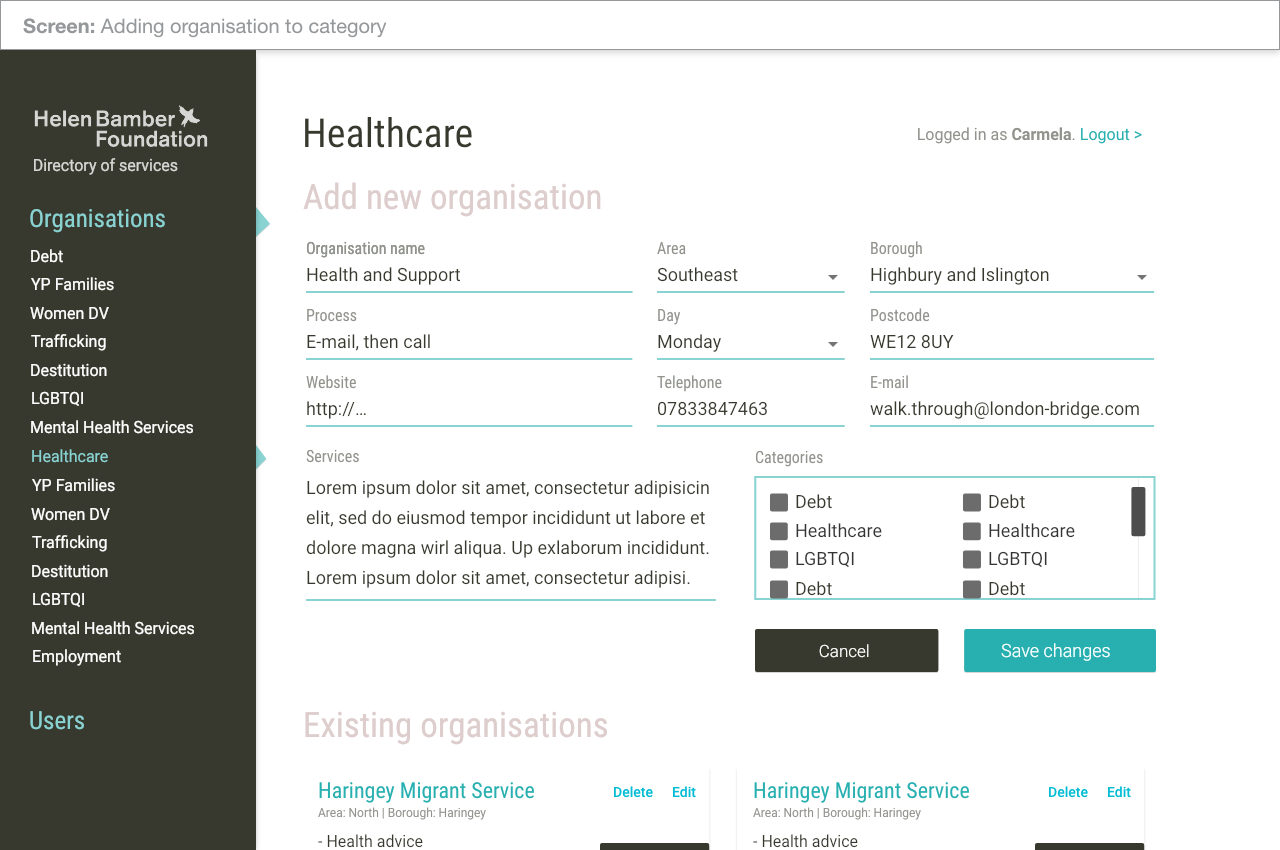 Screen: Adding organisation to category
Helen Bamber
Foundation
Directory of services
Organisations
Debt
YP Families
Women DV
Trafficking
Destitution
LGBTQI
Mental Health Services
Healthcare
YP Families
Women DV
Trafficking
Destitution
LGBTQI
Mental Health Services
Employment
Users
Healthcare
Logged in as Carmela. Logout >
Add new organisation
Organisation name
Health and Support
Area
Southeast
Borough
Highbury and Islington
Process
E-mail, then call
Day
Monday
Postcode
WE12 8UY
Website
http://...
Telephone
07833847463
E-mail
walk.through@london-bridge.com
Services
Lorem ipsum dolor sit amet, consectetur adipisicin
elit, sed do eiusmod tempor incididunt ut labore et
dolore magna wirl aliqua. Up exlaborum incididunt.
Lorem ipsum dolor sit amet, consectetur adipisi.
Categories
Debt
Debt
Healthcare
Healthcare
LGBTQI
LGBTQI
Debt
Debt
Cancel
Save changes
Existing organisations
Haringey Migrant Service
Delete
Edit
Area: North | Borough: Haringey
- Health advice
Haringey Migrant Service
Delete
Edit
Area: North | Borough: Haringey
- Health advice